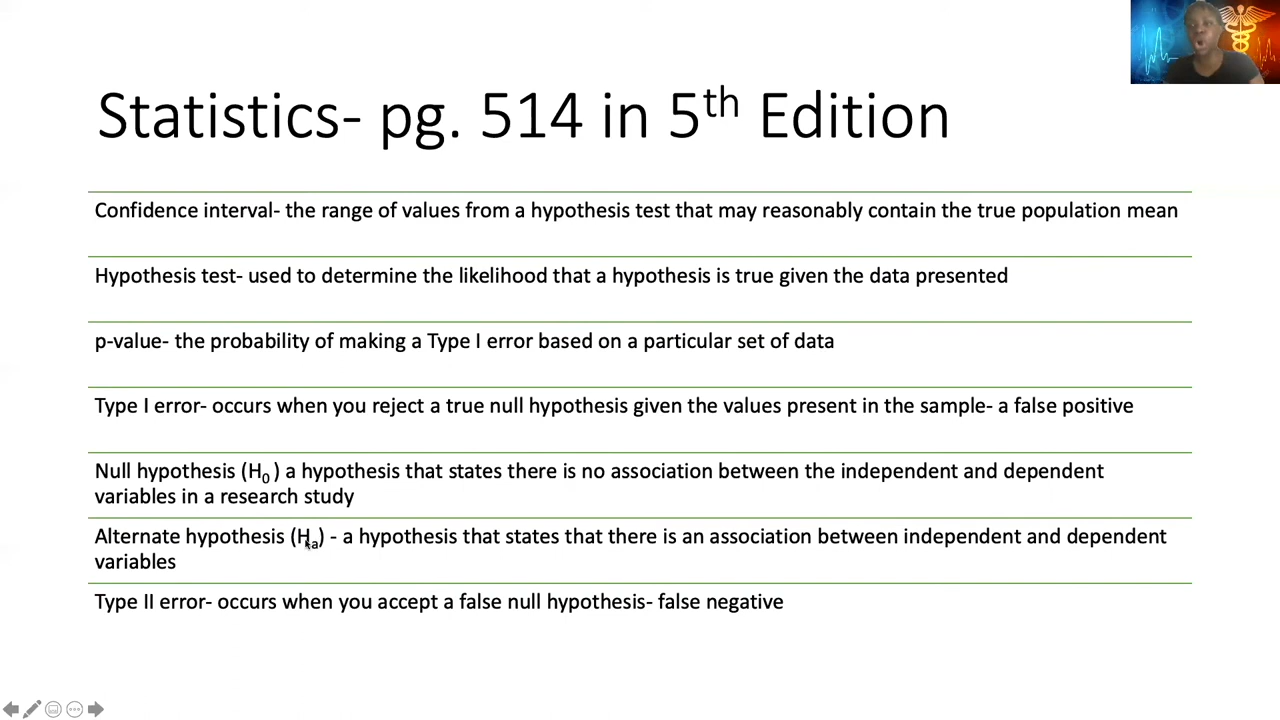 Statistics- pg. 514 in 5th Edition
Confidence interval- the range of values from a hypothesis test that may reasonably contain the true population mean
Hypothesis test- used to determine the likelihood that a hypothesis is true given the data presented
p-value- the probability of making a Type I error based on a particular set of data
Type I error- occurs when you reject a true null hypothesis given the values present in the sample- a false positive
Null hypothesis (H0 ) a hypothesis that states there is no association between the independent and dependent
variables in a research study
Alternate hypothesis (Ha) - a hypothesis that states that there is an association between independent and dependent
variables
Type II error- occurs when you accept a false null hypothesis- false negative